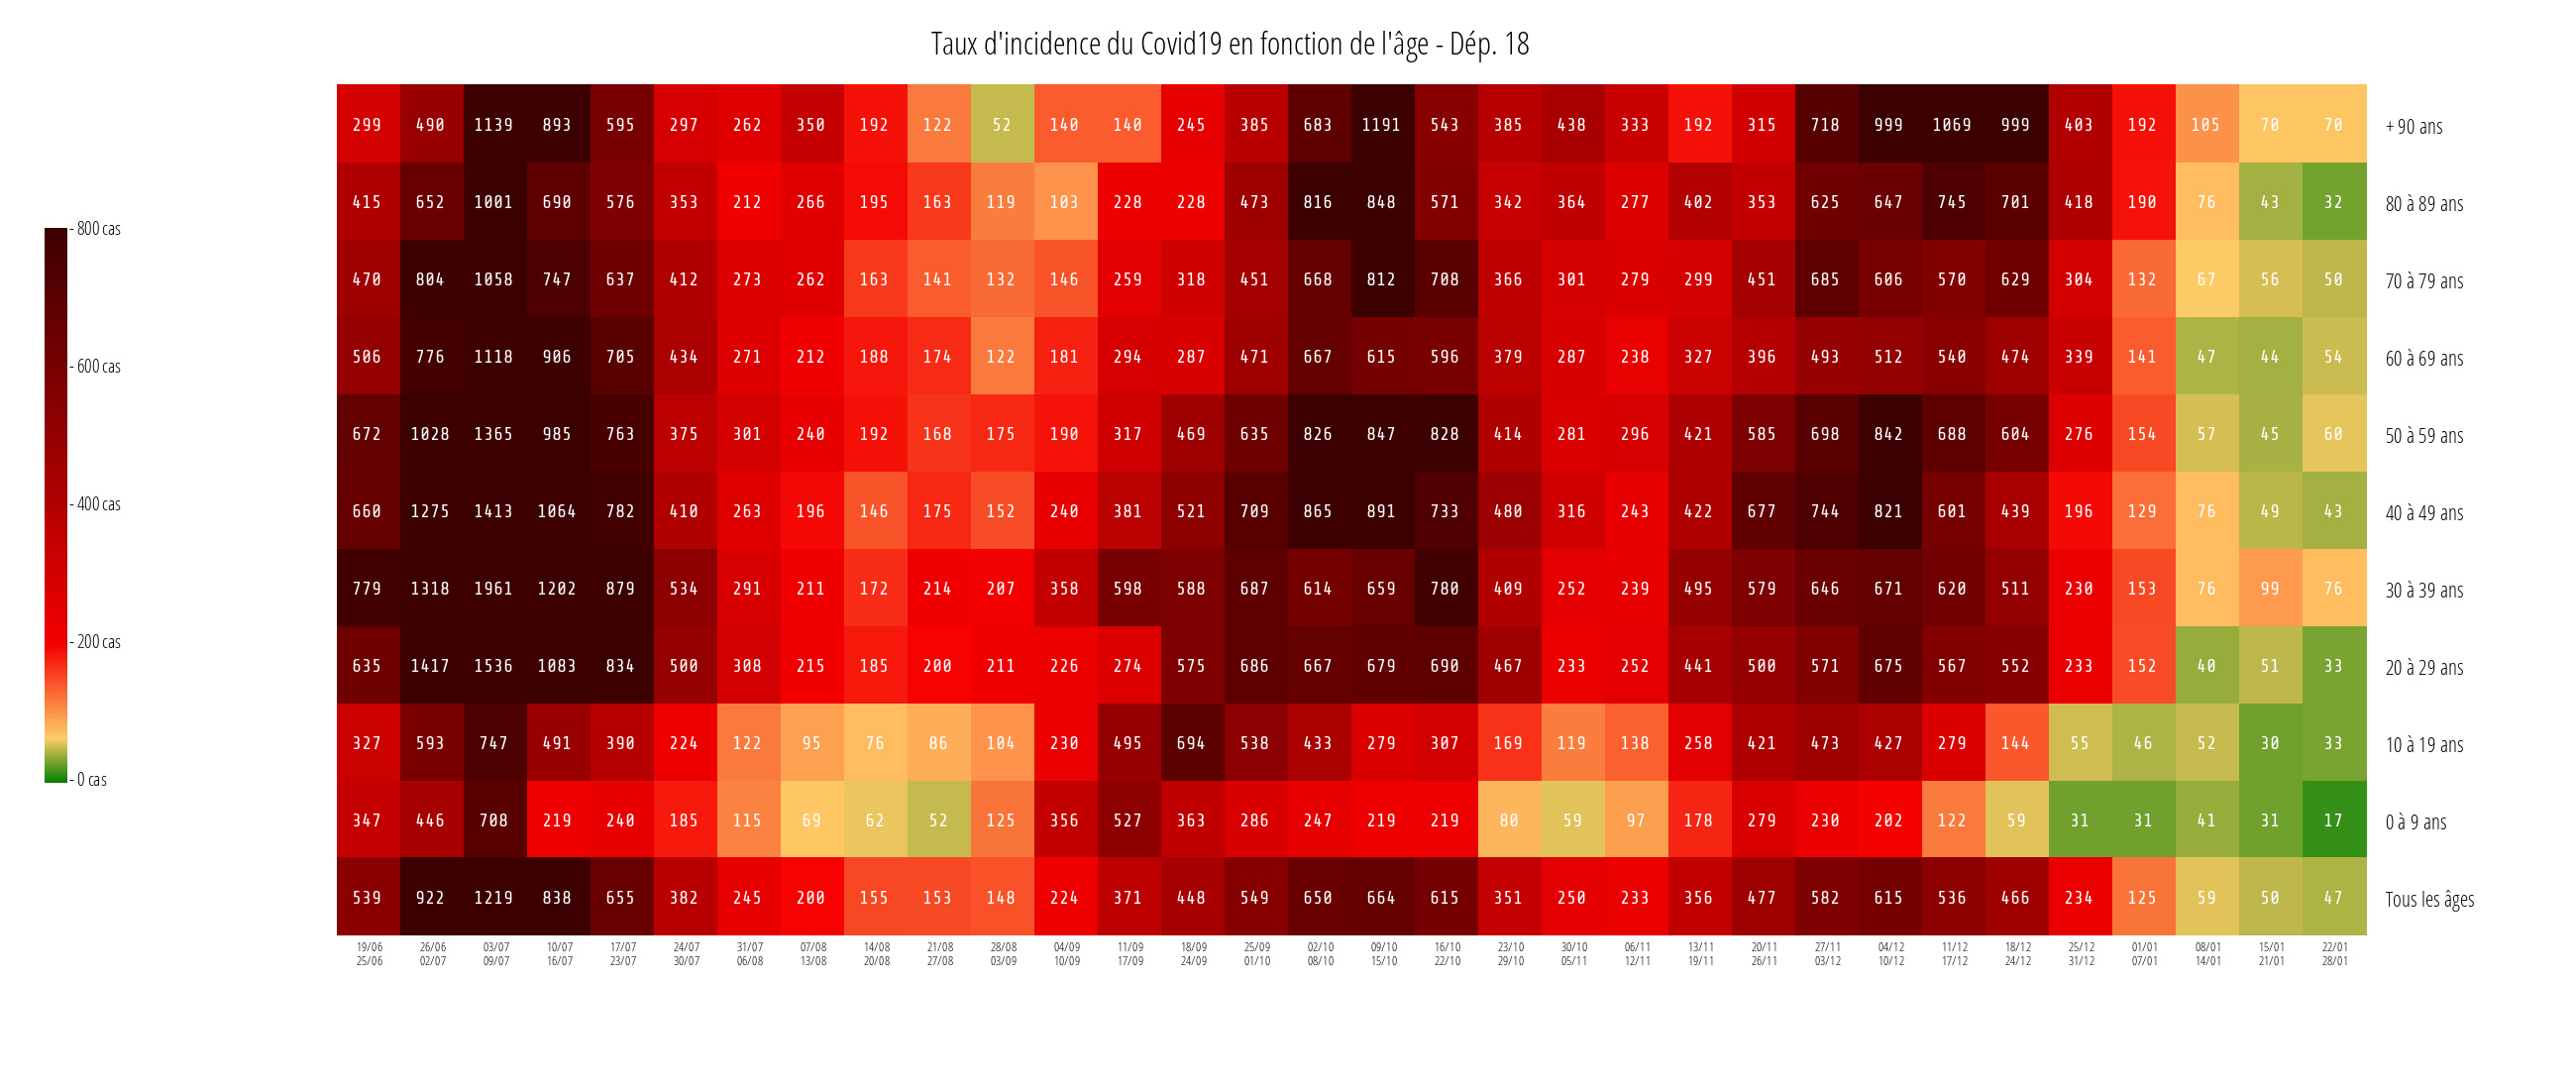 Taux d'incidence du Covid19 en fonction de l'âge - Dép. 18
299 490 1139 893 595 297 262 350 192 122 52 140 140 245 385 683 1191 543 385 438 333 192 315 718 999 1069 999 403 192 105 70 70 + 90 ans
415 652 1001 690 576 353 212 266 195 163 119 103 228 228 473 816 848 571 342 364 277 402 353 625 647 745 701 418 190 76 43 32 80 à 89 ans
- 800 cas
470 804 1058 747 637 412 273 262 163 141 132 146 259 318 451 668 812 708 366 301 279 299 451 685 606 570 629 304 132 67 56 50 70 à 79 ans
506 776 1118 906 705 434 271 212 188 174 122 181 294 287 471 667 615 596 379 287 238 327 396 493 512 540 474 339 141 47 44 54 60 à 69 ans
- 600 cas
672 1028 1365 985 763 375 301 240 192 168 175 190 317 469 635 826 847 828 414 281 296 421 585 698 842 688 604 276 154 57 45 60 50 à 59 ans
- 400 cas
660 1275 1413 1064 782 410 263 196 146 175 152 240 381 521 709 865 891 733 480 316 243 422 677 744 821 601 439 196 129 76 49 43 40 à 49 ans
779 1318 1961 1202 879 534 291 211 172 214 207 358 598 588 687 614 659 780 409 252 239 495 579 646 671 620 511 230 153 76 99 76 30 à 39 ans
- 200 cas
635 1417 1536 1083 834 500 308 215 185 200 211 226 274 575 686 667 679 690 467 233 252 441 500 571 675 567 552 233 152 40 51 33 20 à 29 ans
327 593 747 491 390 224 122 95 76 86 104 230 495 694 538 433 279 307 169 119 138 258 421 473 427 279 144 55 46 52 30 33 10 à 19 ans
- 0 cas
347 446 708 219 240 185 115 69 62 52 125 356 527 363 286 247 219 219 80 59 97 178 279 230 202 122 59 31 31 41 31 17 0 à 9 ans
539 922 1219 838 655 382 245 200 155 153 148 224 371 448 549 650 664 615 351 250 233 356 477 582 615 536 466 234 125 59 50 47 Tous les âges
19/06 26/06 03/07 10/07 17/07 24/07 31/07 07/08 14/08 21/08 28/08 04/09 11/09 18/09 25/09 02/10 09/10 16/10 23/10 30/10 06/11 13/11 20/11 27/11 04/12 11/12 18/12 25/12 01/01 08/01 15/01 22/01
25/06 02/07 09/07 16/07 23/07 30/07 06/08 13/08 20/08 27/08 03/09 10/09 17/09 24/09 01/10 08/10 15/10 22/10 29/10 05/11 12/11 19/11 26/11 03/12 10/12 17/12 24/12 31/12 07/01 14/01 21/01 28/01